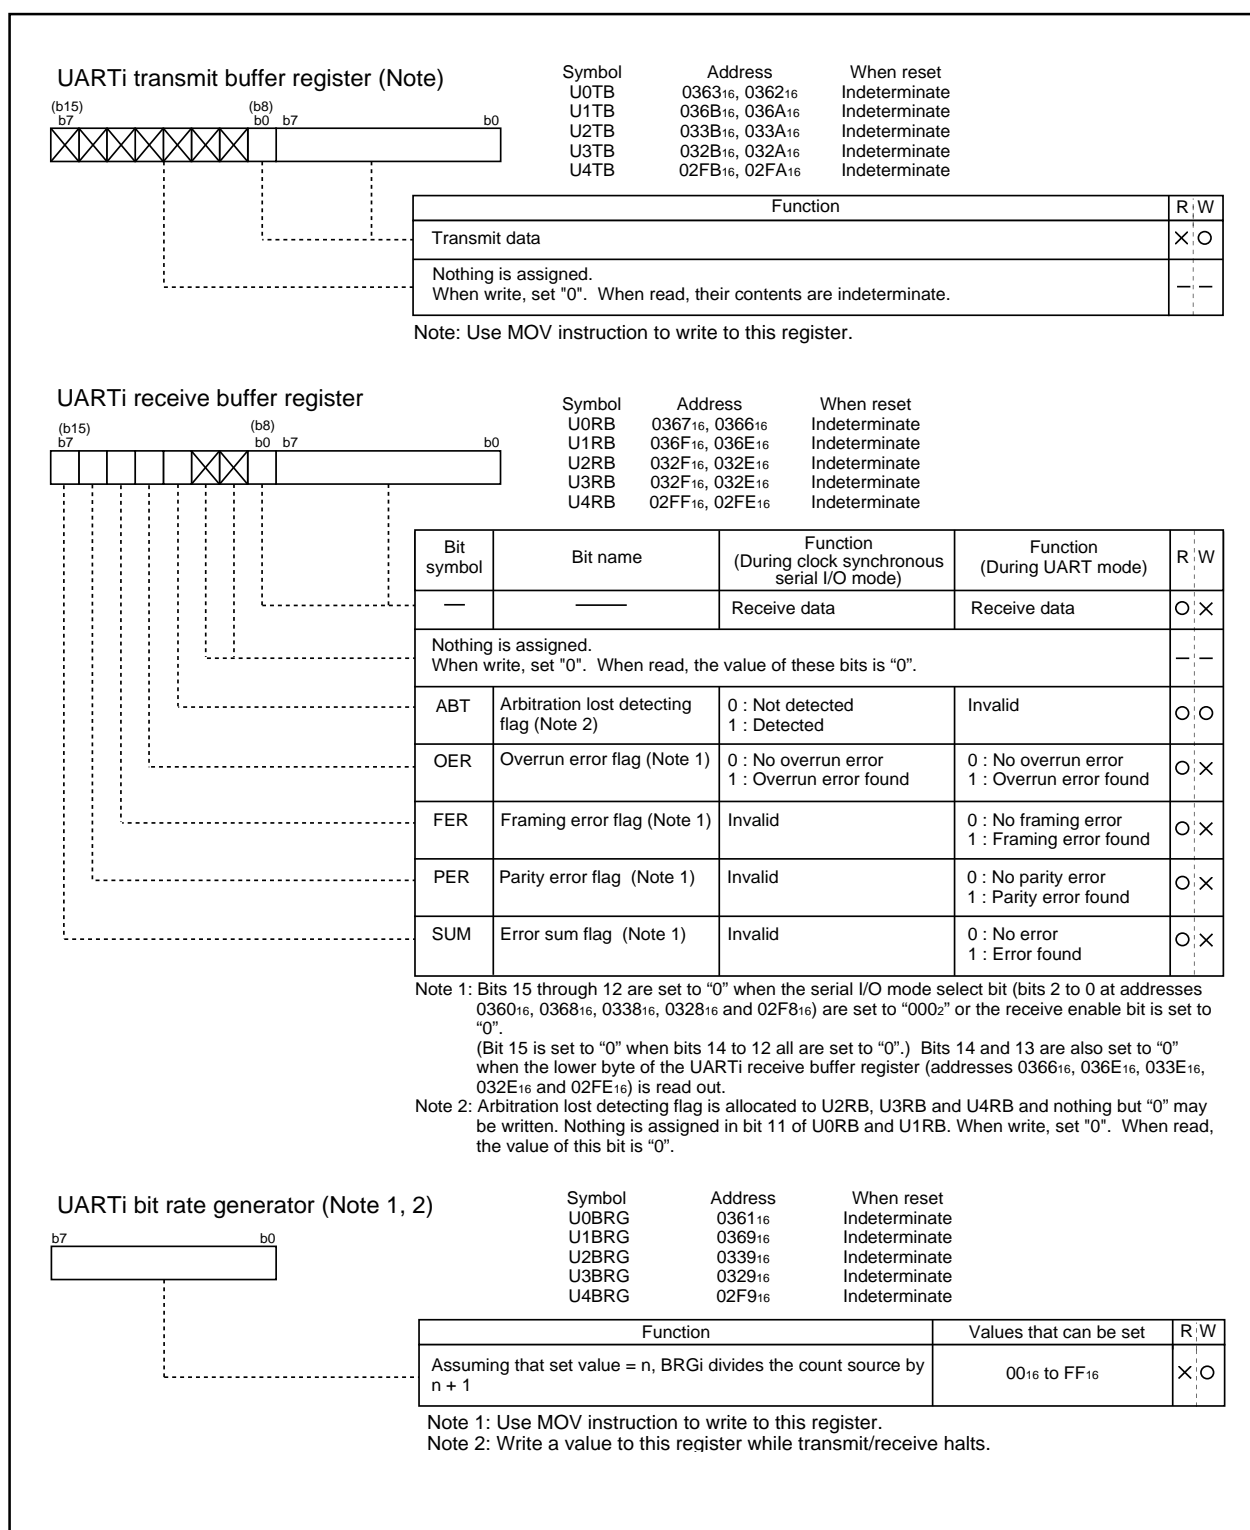 UARTi transmit buffer register (Note)
Symbol Address When reset
U0TB 036316, 036216 Indeterminate
U1TB 036B16, 036A16 Indeterminate
U2TB 033B16, 033A16 Indeterminate
U3TB 032B16, 032A16 Indeterminate
U4TB 02FB16, 02FA16 Indeterminate
(b15) (b8)
b7 b0 b7 b0
Function R W
Transmit data × O
Nothing is assigned.
When write, set "0". When read, their contents are indeterminate. — —
Note: Use MOV instruction to write to this register.
UARTi receive buffer register
Symbol Address When reset
U0RB 036716, 036616 Indeterminate
U1RB 036F16, 036E16 Indeterminate
U2RB 032F16, 032E16 Indeterminate
U3RB 032F16, 032E16 Indeterminate
U4RB 02FF16, 02FE16 Indeterminate
(b15) (b8)
b7 b0 b7 b0
Bit symbol Bit name Function (During clock synchronous serial I/O mode) Function (During UART mode) R W
— —— Receive data Receive data O ×
Nothing is assigned.
When write, set "0". When read, the value of these bits is “0”. — —
ABT Arbitration lost detecting flag (Note 2) 0 : Not detected 1 : Detected Invalid O O
OER Overrun error flag (Note 1) 0 : No overrun error 1 : Overrun error found 0 : No overrun error 1 : Overrun error found O ×
FER Framing error flag (Note 1) Invalid 0 : No framing error 1 : Framing error found O ×
PER Parity error flag (Note 1) Invalid 0 : No parity error 1 : Parity error found O ×
SUM Error sum flag (Note 1) Invalid 0 : No error 1 : Error found O ×
Note 1: Bits 15 through 12 are set to “0” when the serial I/O mode select bit (bits 2 to 0 at addresses
036016, 036816, 033816, 032816 and 02F816) are set to “0002” or the receive enable bit is set to
“0”.
(Bit 15 is set to “0” when bits 14 to 12 all are set to “0”.) Bits 14 and 13 are also set to “0”
when the lower byte of the UARTi receive buffer register (addresses 036616, 036E16, 033E16,
032E16 and 02FE16) is read out.
Note 2: Arbitration lost detecting flag is allocated to U2RB, U3RB and U4RB and nothing but “0” may
be written. Nothing is assigned in bit 11 of U0RB and U1RB. When write, set "0". When read,
the value of this bit is “0”.
UARTi bit rate generator (Note 1, 2)
Symbol Address When reset
U0BRG 036116 Indeterminate
U1BRG 036916 Indeterminate
U2BRG 033916 Indeterminate
U3BRG 032916 Indeterminate
U4BRG 02F916 Indeterminate
b7 b0
Function Values that can be set R W
Assuming that set value = n, BRGi divides the count source by
n + 1 0016 to FF16 × O
Note 1: Use MOV instruction to write to this register.
Note 2: Write a value to this register while transmit/receive halts.